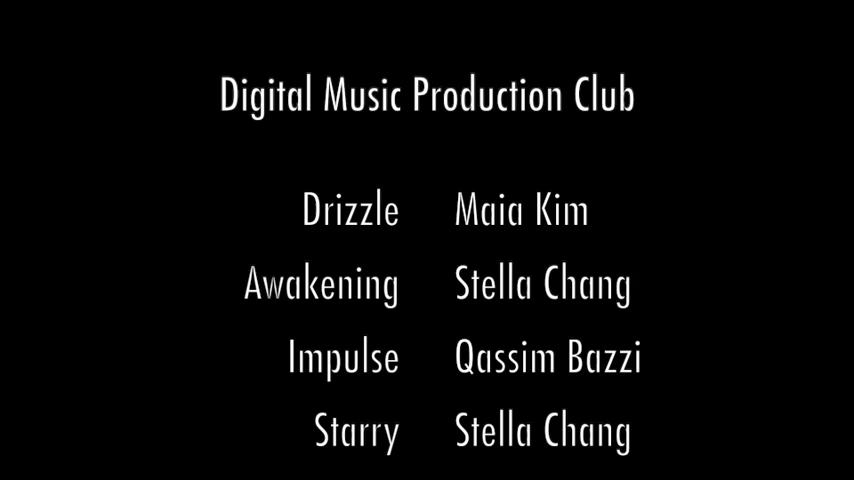 Digital Music Production Club
Drizzle Maia Kim
Awakening Stella Chang
Impulse Qassim Bazzi
Starry Stella Chang